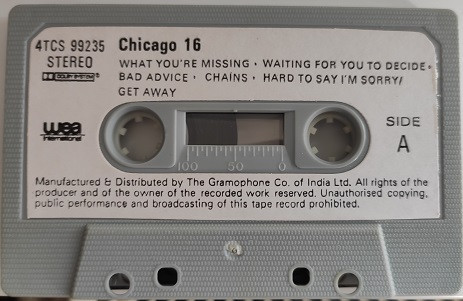 4TCS 99235 Chicago 16
STEREO WHAT YOU'RE MISSING • WAITING FOR YOU TO DECIDE •
DOLBY SYSTEM ® BAD ADVICE • CHAINS • HARD TO SAY I'M SORRY/
GET AWAY
wea
International
SIDE
A
100 50 0
Manufactured & Distributed by The Gramophone Co. of India Ltd. All rights of the
producer and of the owner of the recorded work reserved. Unauthorised copying,
public performance and broadcasting of this tape record prohibited.